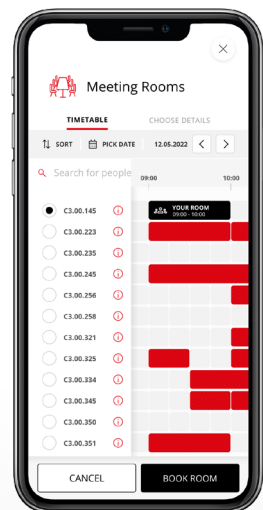 Meeting Rooms
TIMETABLE CHOOSE DETAILS
SORT PICK DATE 12.05.2022
Search for people 09:00 10:00
C3.00.145 YOUR ROOM
09:00 - 10:00
C3.00.223
C3.00.235
C3.00.245
C3.00.256
C3.00.258
C3.00.321
C3.00.325
C3.00.334
C3.00.345
C3.00.350
C3.00.351
CANCEL BOOK ROOM